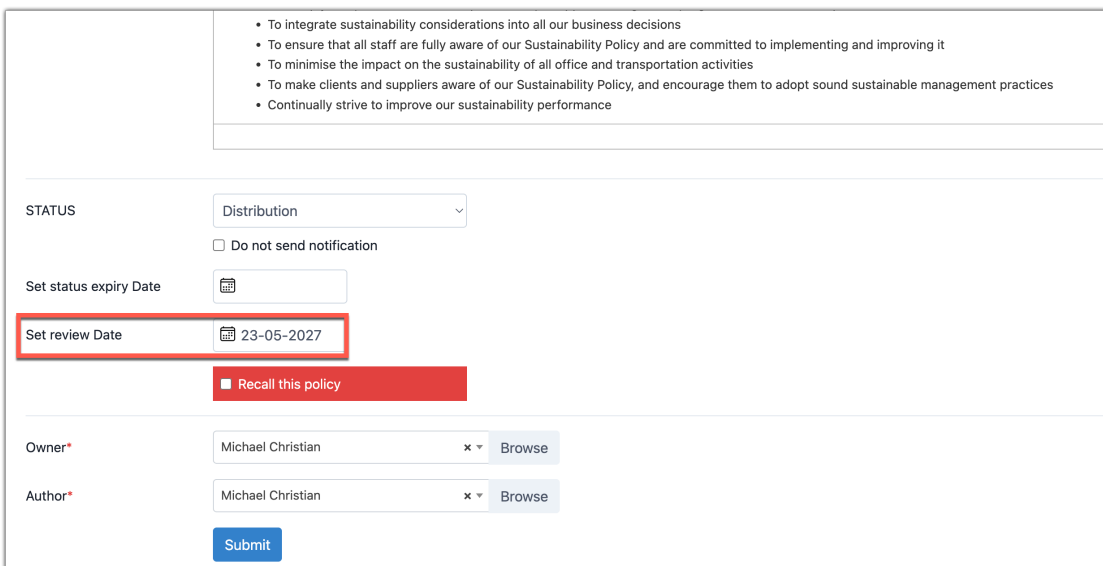 • To integrate sustainability considerations into all our business decisions
• To ensure that all staff are fully aware of our Sustainability Policy and are committed to implementing and improving it
• To minimise the impact on the sustainability of all office and transportation activities
• To make clients and suppliers aware of our Sustainability Policy, and encourage them to adopt sound sustainable management practices
• Continually strive to improve our sustainability performance
STATUS
Distribution
Do not send notification
Set status expiry Date
Set review Date
23-05-2027
Recall this policy
Owner*
Michael Christian × Browse
Author*
Michael Christian × Browse
Submit